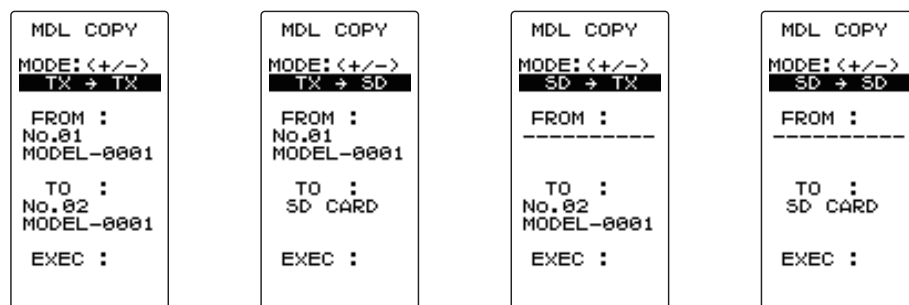 MDL COPY
MODE:(+/-)
TX → TX
FROM :
No.01
MODEL-0001
TO :
No.02
MODEL-0001
EXEC :
MDL COPY
MODE:(+/-)
TX → SD
FROM :
No.01
MODEL-0001
TO :
SD CARD
EXEC :
MDL COPY
MODE:(+/-)
SD → TX
FROM :
----------
TO :
No.02
MODEL-0001
EXEC :
MDL COPY
MODE:(+/-)
SD → SD
FROM :
----------
TO :
SD CARD
EXEC :